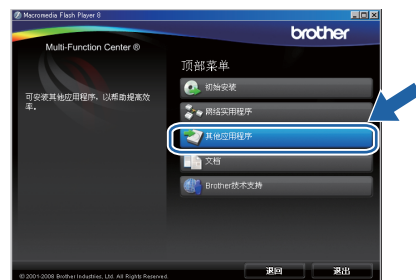 Macromedia Flash Player 8
brother
Multi-Function Center ®
顶部菜单
可安装其他应用程序，以帮助提高效
率。
初始安装
网络实用程序
其他应用程序
文档
Brother技术支持
© 2001-2008 Brother Industries, Ltd. All Rights Reserved.
退回
退出